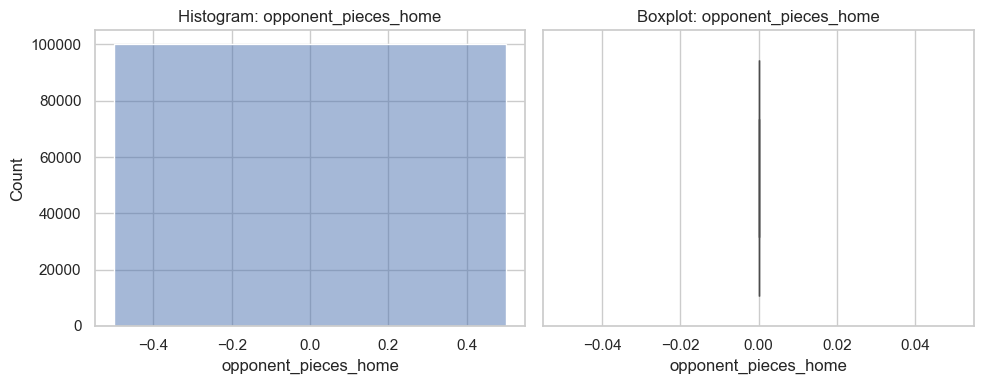 Histogram: opponent_pieces_home
Boxplot: opponent_pieces_home
100000
80000
60000
40000
20000
0
Count
−0.4 −0.2 0.0 0.2 0.4
opponent_pieces_home
−0.04 −0.02 0.00 0.02 0.04
opponent_pieces_home